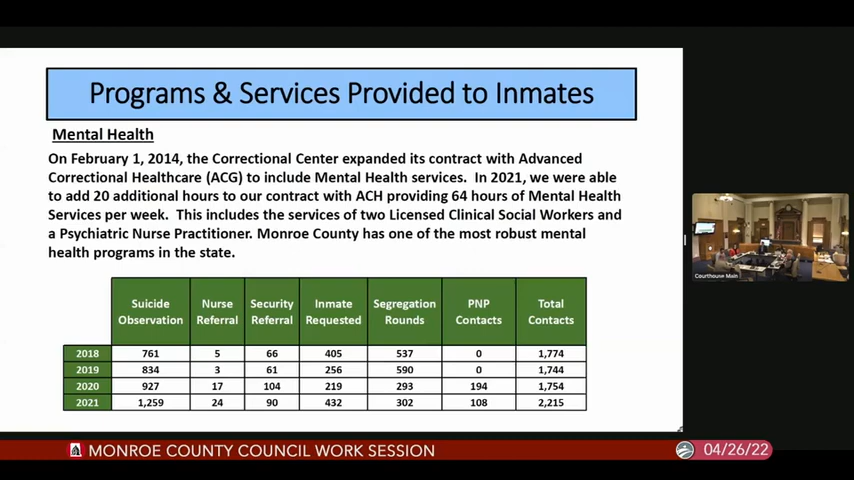 Programs & Services Provided to Inmates
Mental Health
On February 1, 2014, the Correctional Center expanded its contract with Advanced
Correctional Healthcare (ACG) to include Mental Health services. In 2021, we were able
to add 20 additional hours to our contract with ACH providing 64 hours of Mental Health
Services per week. This includes the services of two Licensed Clinical Social Workers and
a Psychiatric Nurse Practitioner. Monroe County has one of the most robust mental
health programs in the state.
Suicide Observation Nurse Referral Security Referral Inmate Requested Segregation Rounds PNP Contacts Total Contacts
2018 761 5 66 405 537 0 1,774
2019 834 3 61 256 590 0 1,744
2020 927 17 104 219 293 194 1,754
2021 1,259 24 90 432 302 108 2,215
Courthouse Main
MONROE COUNTY COUNCIL WORK SESSION 04/26/22